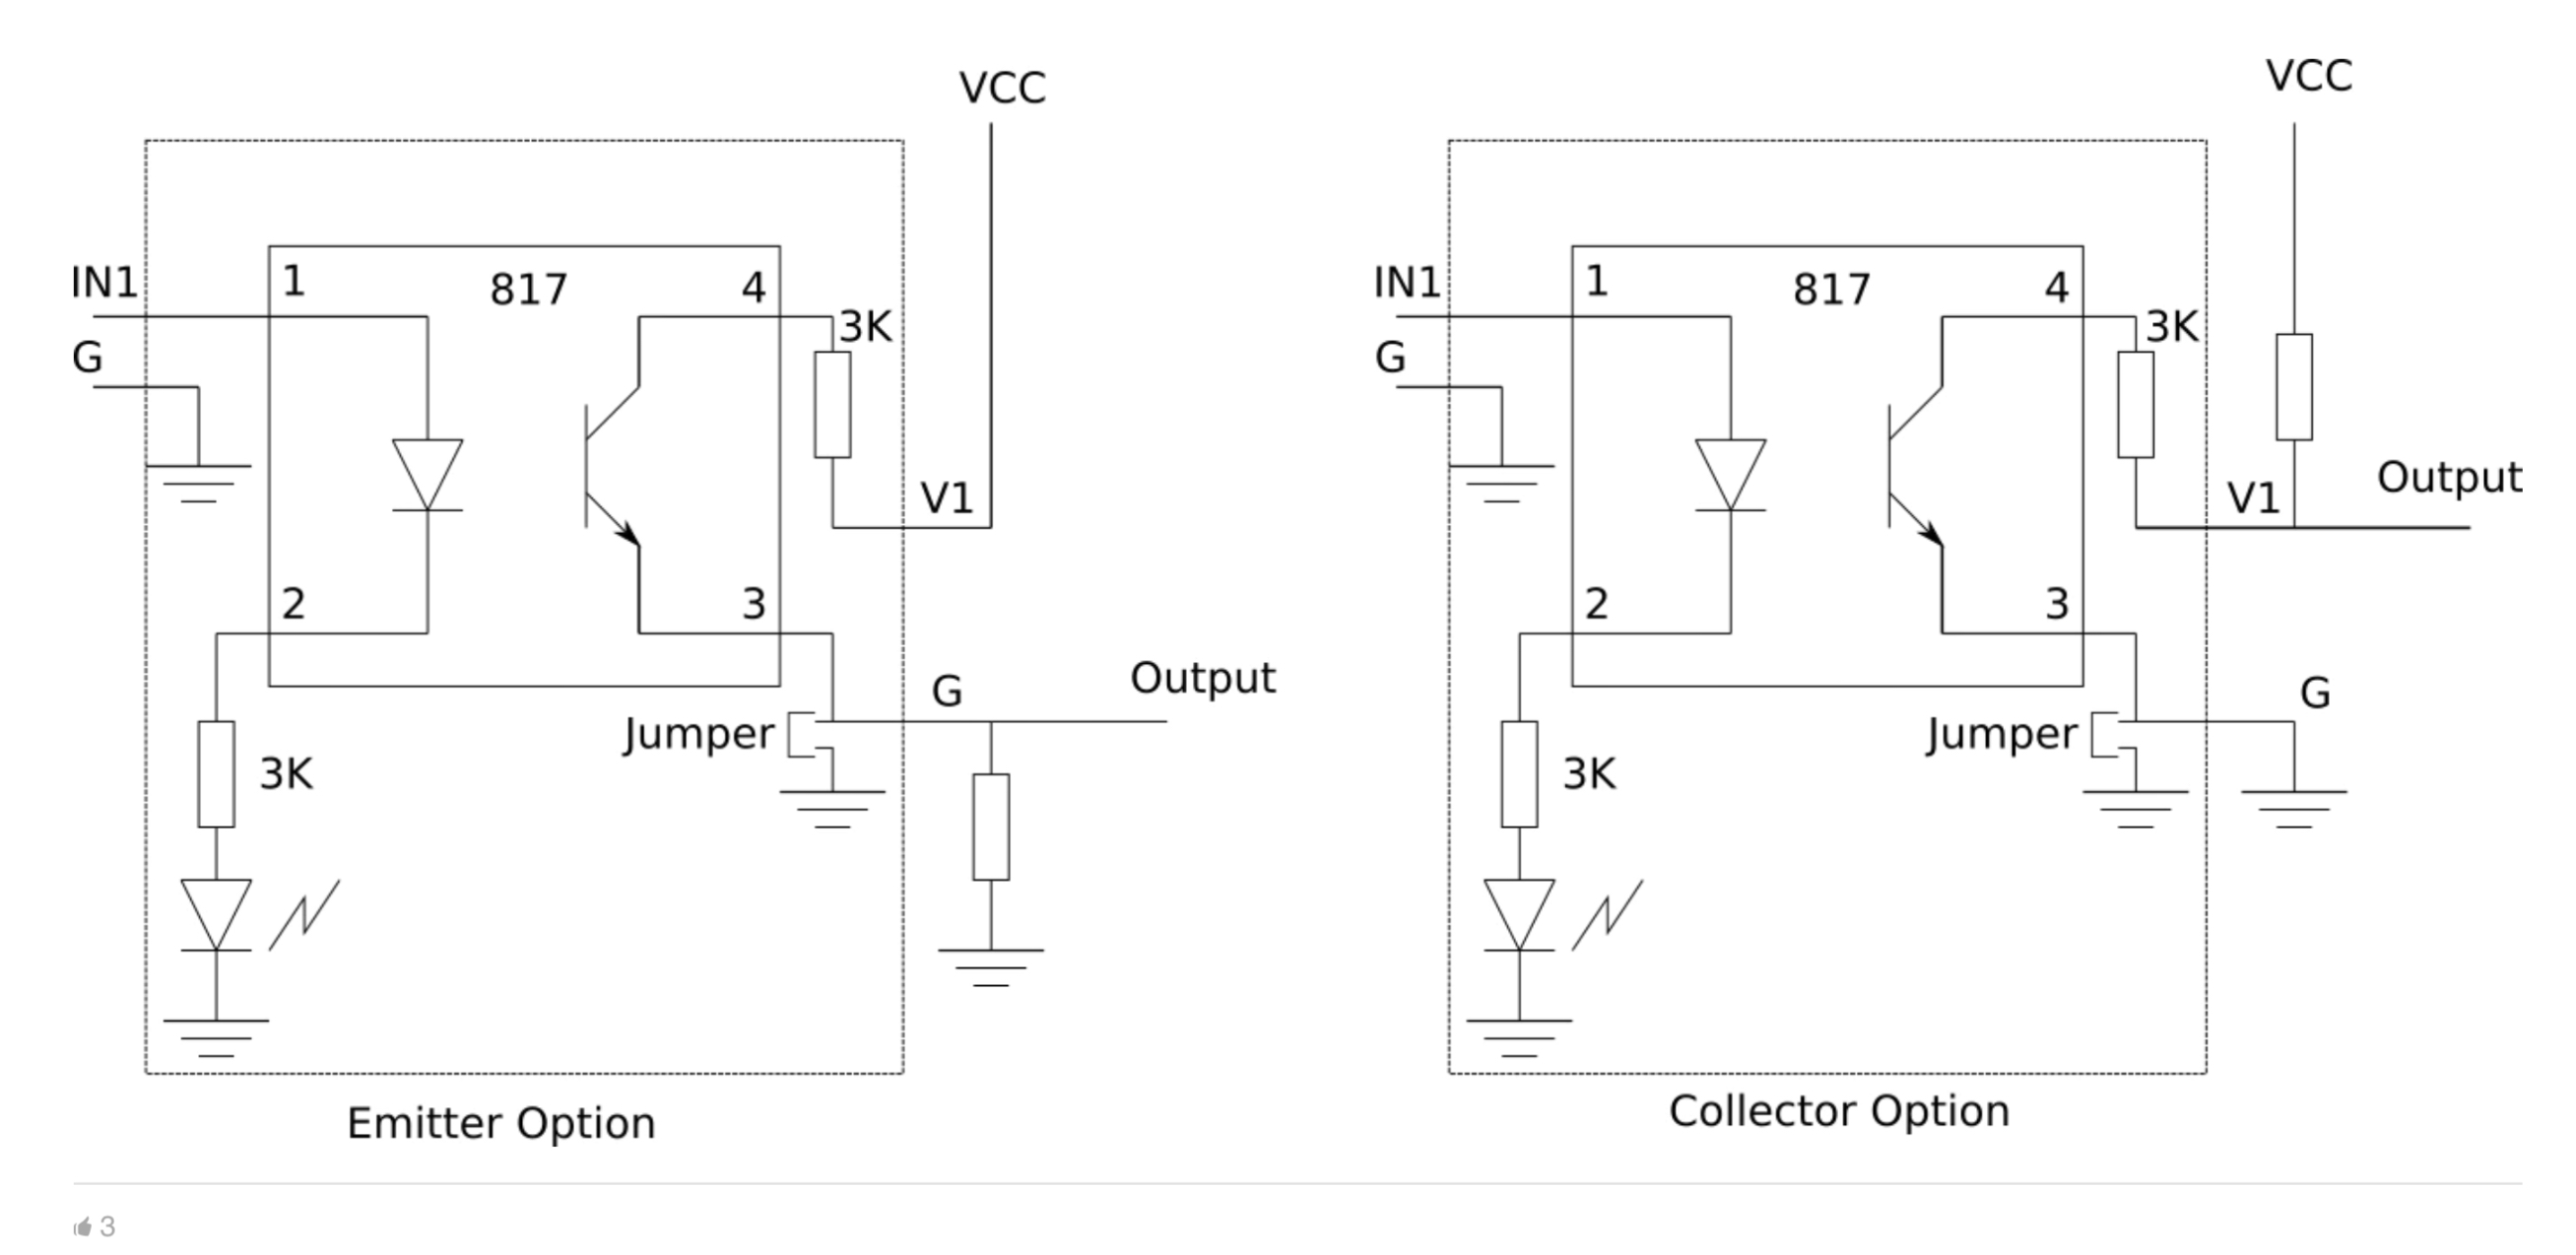 VCC
IN1
1
817
4
3K
G
V1
2
3
G
Output
Jumper
3K
Emitter Option
VCC
IN1
1
817
4
3K
G
V1
Output
2
3
G
Jumper
3K
Collector Option
3